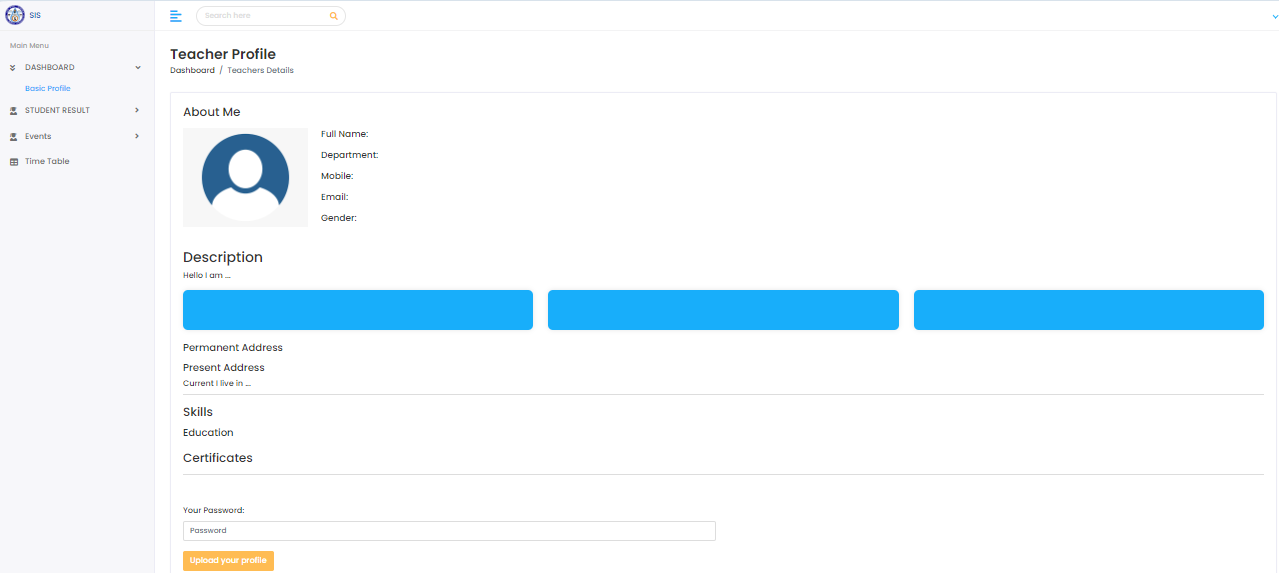 SIS
Search here
Main Menu
DASHBOARD
Basic Profile
STUDENT RESULT
Events
Time Table
Teacher Profile
Dashboard / Teachers Details
About Me
Full Name:
Department:
Mobile:
Email:
Gender:
Description
Hello I am ...
Permanent Address
Present Address
Current I live in ...
Skills
Education
Certificates
Your Password:
Password
Upload your profile